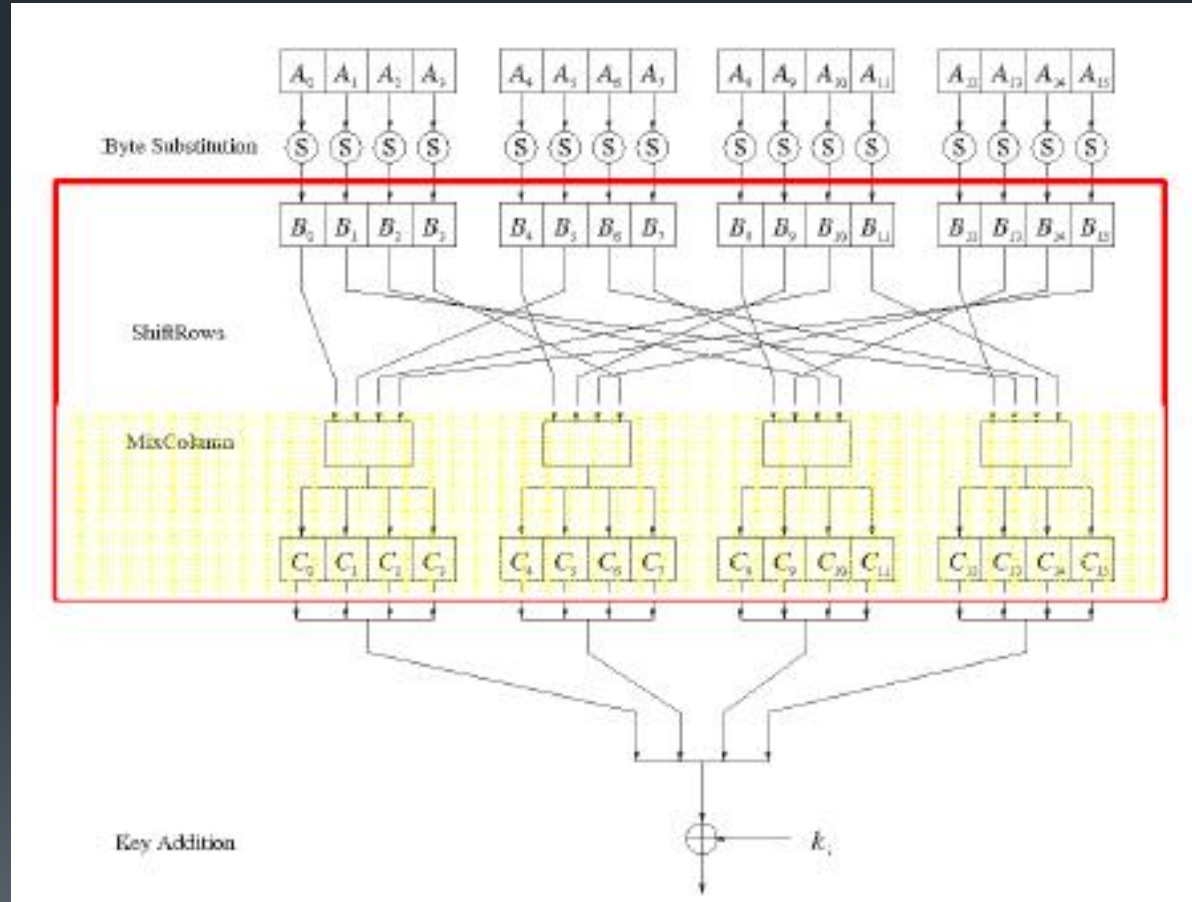 A₀ A₁ A₂ A₃ A₄ A₅ A₆ A₇ A₈ A₉ A₁₀ A₁₁ A₁₂ A₁₃ A₁₄ A₁₅
Byte Substitution S S S S S S S S S S S S S S S S
B₀ B₁ B₂ B₃ B₄ B₅ B₆ B₇ B₈ B₉ B₁₀ B₁₁ B₁₂ B₁₃ B₁₄ B₁₅
ShiftRows
MixColumn
C₀ C₁ C₂ C₃ C₄ C₅ C₆ C₇ C₈ C₉ C₁₀ C₁₁ C₁₂ C₁₃ C₁₄ C₁₅
Key Addition kᵢ